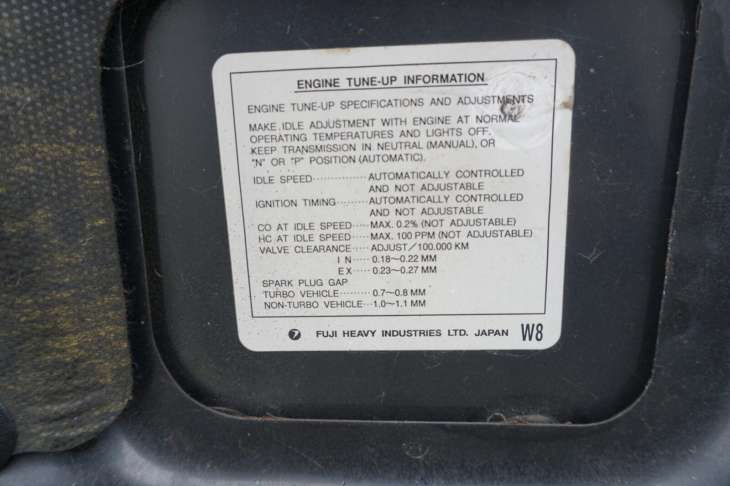 ENGINE TUNE-UP INFORMATION
ENGINE TUNE-UP SPECIFICATIONS AND ADJUSTMENTS
MAKE IDLE ADJUSTMENT WITH ENGINE AT NORMAL
OPERATING TEMPERATURES AND LIGHTS OFF.
KEEP TRANSMISSION IN NEUTRAL (MANUAL), OR
"N" OR "P" POSITION (AUTOMATIC).
IDLE SPEED··············· AUTOMATICALLY CONTROLLED
AND NOT ADJUSTABLE
IGNITION TIMING········· AUTOMATICALLY CONTROLLED
AND NOT ADJUSTABLE
CO AT IDLE SPEED····· MAX. 0.2% (NOT ADJUSTABLE)
HC AT IDLE SPEED····· MAX. 100 PPM (NOT ADJUSTABLE)
VALVE CLEARANCE····· ADJUST/100.000 KM
IN····· 0.18~0.22 MM
EX····· 0.23~0.27 MM
SPARK PLUG GAP
TURBO VEHICLE········· 0.7~0.8 MM
NON-TURBO VEHICLE··· 1.0~1.1 MM
7 FUJI HEAVY INDUSTRIES LTD. JAPAN W8